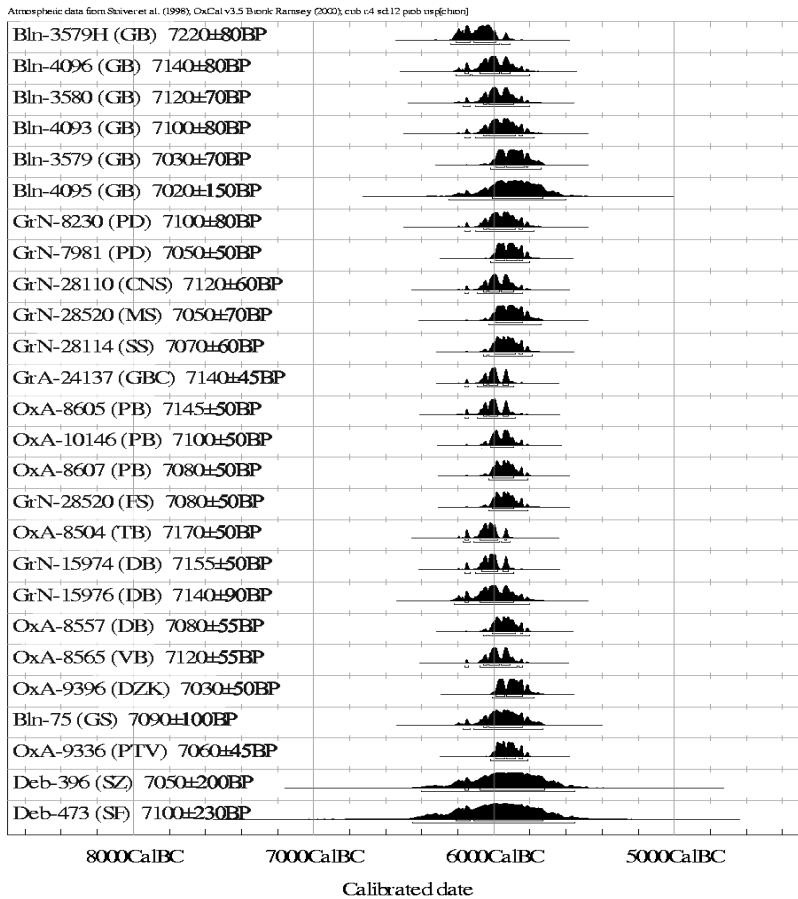 Atmospheric data from Stuiver et al. (1998); OxCal v3.5 Bronk Ramsey (2000); cub r:4 sd:12 prob usp[chron]
Bln-3579H (GB) 7220±80BP
Bln-4096 (GB) 7140±80BP
Bln-3580 (GB) 7120±70BP
Bln-4093 (GB) 7100±80BP
Bln-3579 (GB) 7030±70BP
Bln-4095 (GB) 7020±150BP
GrN-8230 (PD) 7100±80BP
GrN-7981 (PD) 7050±50BP
GrN-28110 (CNS) 7120±60BP
GrN-28520 (MS) 7050±70BP
GrN-28114 (SS) 7070±60BP
GrA-24137 (GBC) 7140±45BP
OxA-8605 (PB) 7145±50BP
OxA-10146 (PB) 7100±50BP
OxA-8607 (PB) 7080±50BP
GrN-28520 (FS) 7080±50BP
OxA-8504 (TB) 7170±50BP
GrN-15974 (DB) 7155±50BP
GrN-15976 (DB) 7140±90BP
OxA-8557 (DB) 7080±55BP
OxA-8565 (VB) 7120±55BP
OxA-9396 (DZK) 7030±50BP
Bln-75 (GS) 7090±100BP
OxA-9336 (PTV) 7060±45BP
Deb-396 (SZ) 7050±200BP
Deb-473 (SF) 7100±230BP
8000CalBC 7000CalBC 6000CalBC 5000CalBC
Calibrated date